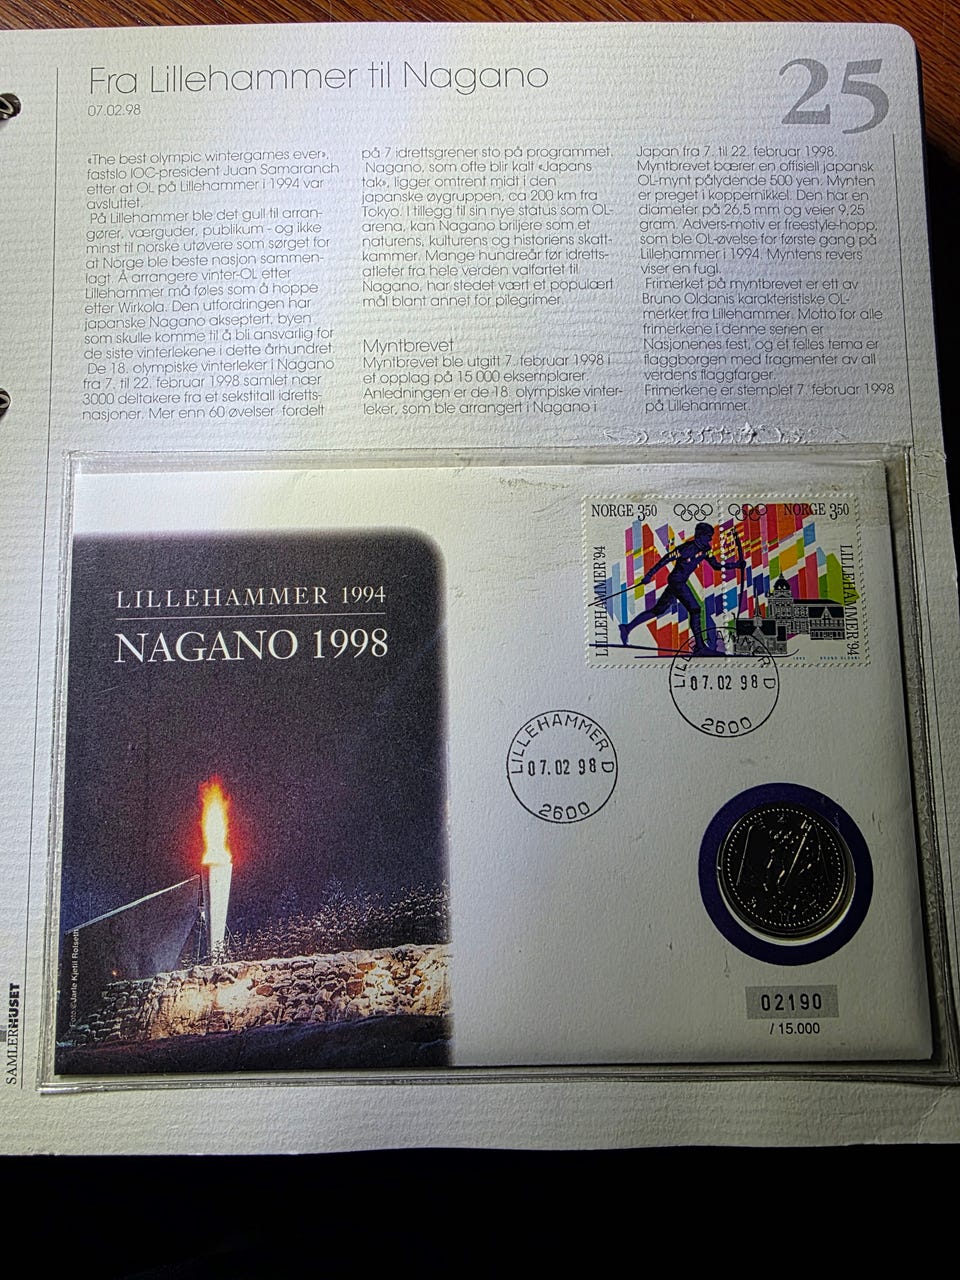 Fra Lillehammer til Nagano
07.02.98
25
«The best olympic wintergames ever»,
fastslo IOC-president Juan Samaranch
etter at OL på Lillehammer i 1994 var
avsluttet.
På Lillehammer ble det gull til arran-
gører, værguder, publikum - og ikke
minst til norske utøvere som sørget for
at Norge ble beste nasjon sammen-
lagt. Å arrangere vinter-OL etter
Lillehammer må føles som å hoppe
etter Wirkola. Den utfordringen har
japanske Nagano akseptert, byen
som skulle komme til å bli ansvarlig for
de siste vinterlekene i dette århundret.
De 18. olympiske vinterleker i Nagano
fra 7. til 22. februar 1998 samlet nær
3000 deltakere fra et sekstitall idretts-
nasjoner. Mer enn 60 øvelser fordelt
på 7 idrettsgrener sto på programmet.
Nagano, som ofte blir kalt «Japans
tak», ligger omtrent midt i den
japanske øygruppen, ca 200 km fra
Tokyo. I tillegg til sin nye status som OL-
arena, kan Nagano briljere som et
naturens, kulturens og historiens skatt-
kammer. Mange hundreår før idretts-
atleter fra hele verden valfartet til
Nagano, har stedet vært et populært
mål blant annet for pilegrimer.
Myntbrevet
Myntbrevet ble utgitt 7. februar 1998 i
et opplag på 15 000 eksemplarer.
Anledningen er de 18. olympiske vinter-
leker, som ble arrangert i Nagano i
Japan fra 7. til 22. februar 1998.
Myntbrevet bærer en offisiell japansk
OL-mynt pålydende 500 yen. Mynten
er preget i koppernikkel. Den har en
diameter på 26,5 mm og veier 9,25
gram. Advers-motiv er freestyle-hopp,
som ble OL-øvelse for første gang på
Lillehammer i 1994. Myntens revers
viser en fugl.
Frimerket på myntbrevet er ett av
Bruno Oldanis karakteristiske OL-
merker fra Lillehammer. Motto for alle
frimerkene i denne serien er
Nasjonenes fest, og et felles tema er
flaggborgen med fragmenter av all
verdens flaggfarger.
Frimerkene er stemplet 7. februar 1998
på Lillehammer.
LILLEHAMMER 1994
NAGANO 1998
Foto: © Jarle Kjetil Rolseth
NORGE 3.50
LILLEHAMMER'94
NORGE 3.50
LILLEHAMMER'94
LILLEHAMMER D
07.02 98
2600
LILLEHAMMER D
07.02 98
2600
02190
/ 15.000
SAMLERHUSET